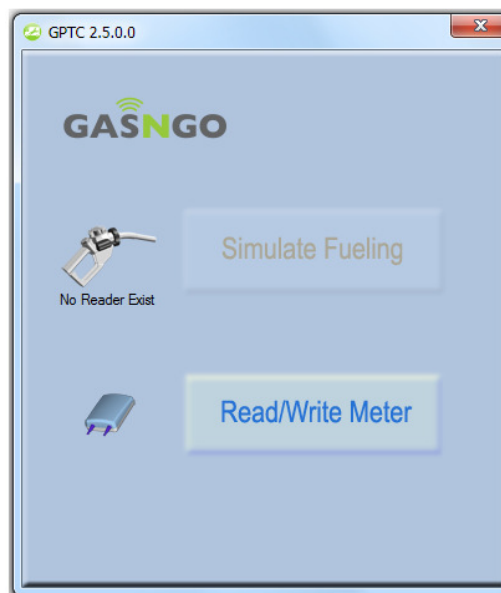 GPTC 2.5.0.0
GASNGO
Simulate Fueling
No Reader Exist
Read/Write Meter